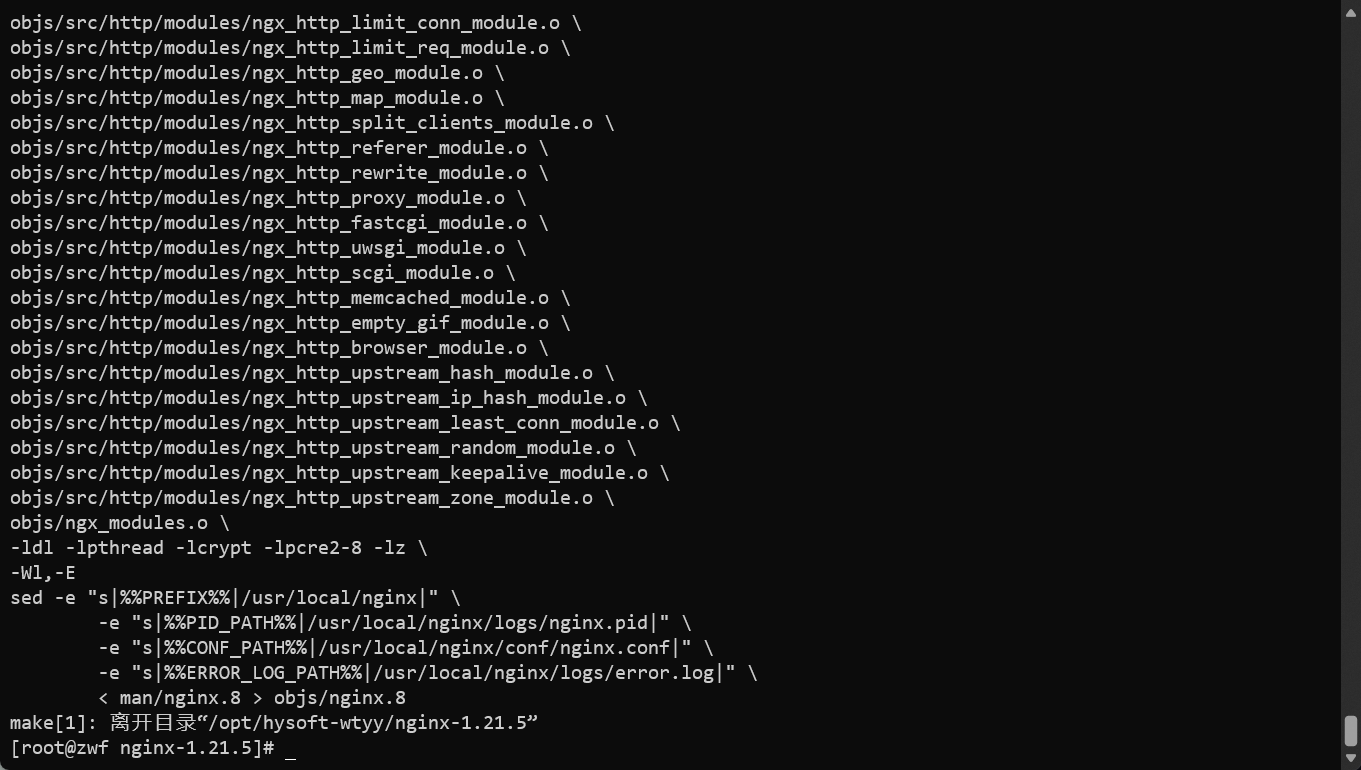 objs/src/http/modules/ngx_http_limit_conn_module.o \
objs/src/http/modules/ngx_http_limit_req_module.o \
objs/src/http/modules/ngx_http_geo_module.o \
objs/src/http/modules/ngx_http_map_module.o \
objs/src/http/modules/ngx_http_split_clients_module.o \
objs/src/http/modules/ngx_http_referer_module.o \
objs/src/http/modules/ngx_http_rewrite_module.o \
objs/src/http/modules/ngx_http_proxy_module.o \
objs/src/http/modules/ngx_http_fastcgi_module.o \
objs/src/http/modules/ngx_http_uwsgi_module.o \
objs/src/http/modules/ngx_http_scgi_module.o \
objs/src/http/modules/ngx_http_memcached_module.o \
objs/src/http/modules/ngx_http_empty_gif_module.o \
objs/src/http/modules/ngx_http_browser_module.o \
objs/src/http/modules/ngx_http_upstream_hash_module.o \
objs/src/http/modules/ngx_http_upstream_ip_hash_module.o \
objs/src/http/modules/ngx_http_upstream_least_conn_module.o \
objs/src/http/modules/ngx_http_upstream_random_module.o \
objs/src/http/modules/ngx_http_upstream_keepalive_module.o \
objs/src/http/modules/ngx_http_upstream_zone_module.o \
objs/ngx_modules.o \
-ldl -lpthread -lcrypt -lpcre2-8 -lz \
-Wl,-E
sed -e "s|%%PREFIX%%|/usr/local/nginx|" \
        -e "s|%%PID_PATH%%|/usr/local/nginx/logs/nginx.pid|" \
        -e "s|%%CONF_PATH%%|/usr/local/nginx/conf/nginx.conf|" \
        -e "s|%%ERROR_LOG_PATH%%|/usr/local/nginx/logs/error.log|" \
        < man/nginx.8 > objs/nginx.8
make[1]: 离开目录“/opt/hysoft-wtyy/nginx-1.21.5”
[root@zwf nginx-1.21.5]# _